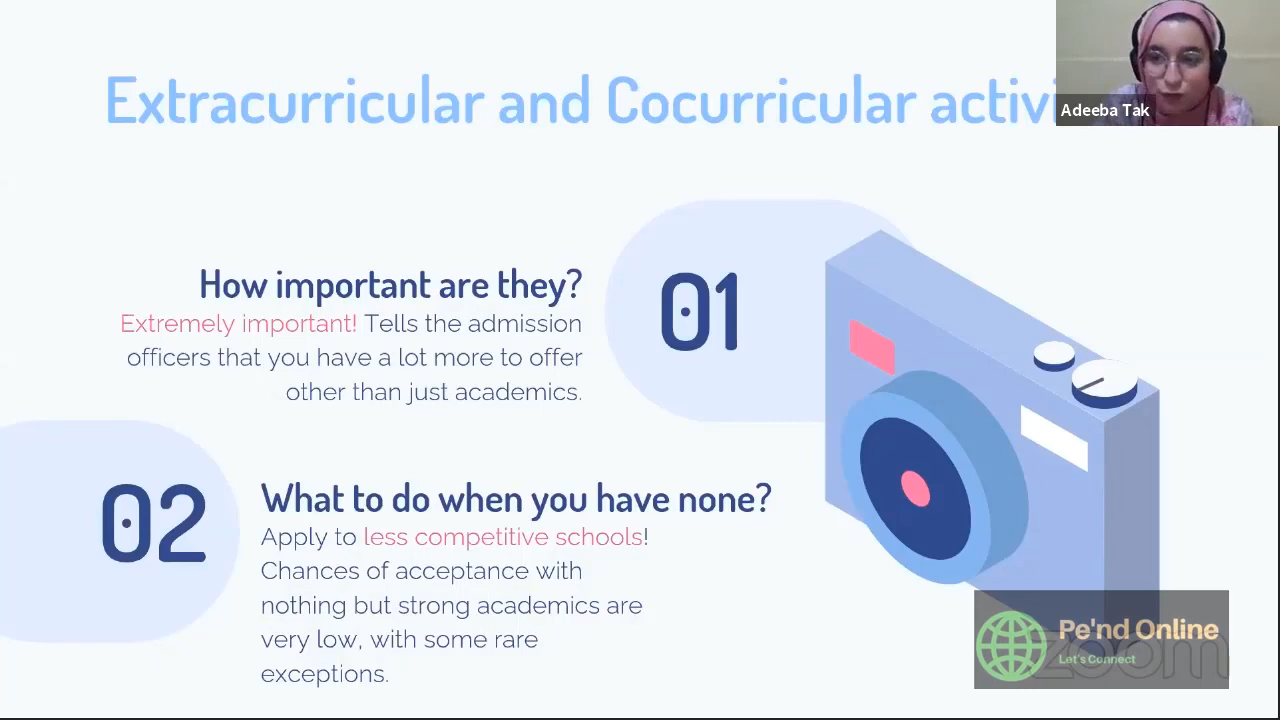 Extracurricular and Cocurricular activi
Adeeba Tak
How important are they?
Extremely important! Tells the admission
officers that you have a lot more to offer
other than just academics.
01
02
What to do when you have none?
Apply to less competitive schools!
Chances of acceptance with
nothing but strong academics are
very low, with some rare
exceptions.
Pe'nd Online
zoom
Let's Connect